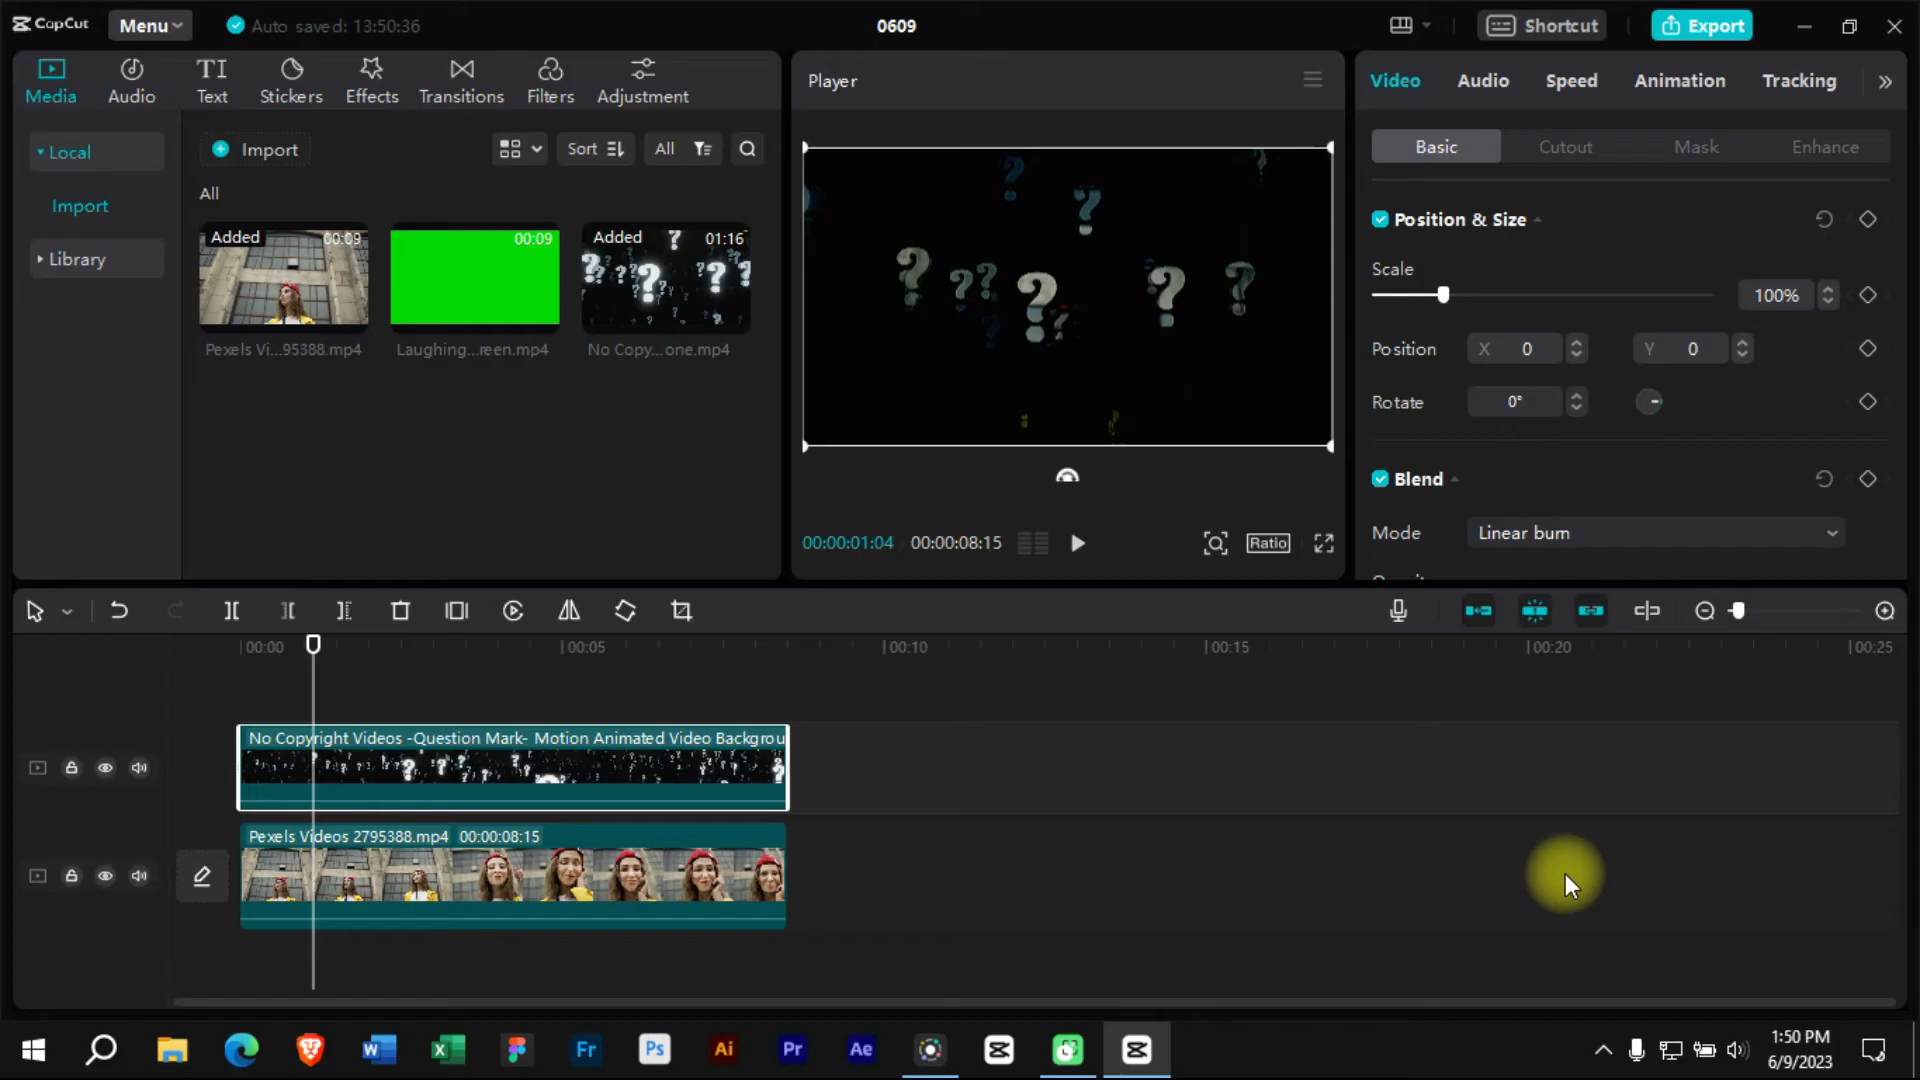 CapCut
Menu
Auto saved: 13:50:36
0609
Shortcut
Export
Media
Audio
Text
Stickers
Effects
Transitions
Filters
Adjustment
Player
Video
Audio
Speed
Animation
Tracking
Local
Import
Library
Import
Sort
All
All
Added
00:09
Pexels Vi...95388.mp4
00:09
Laughing...reen.mp4
Added
01:16
No Copy...one.mp4
00:00:01:04
00:00:08:15
Ratio
Basic
Cutout
Mask
Enhance
Position & Size
Scale
100%
Position
X 0
Y 0
Rotate
0°
Blend
Mode
Linear burn
00:00
00:05
00:10
00:15
00:20
00:25
No Copyright Videos -Question Mark- Motion Animated Video Backgrou
Pexels Videos 2795388.mp4 00:00:08:15
W
X
Fr
Ps
Ai
Pr
Ae
1:50 PM
6/9/2023